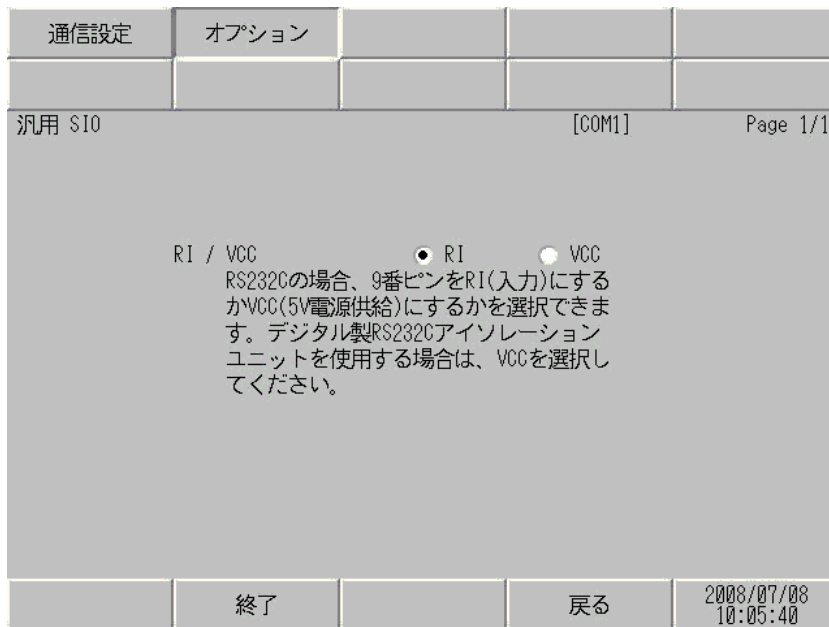 通信設定 オプション
汎用 SIO [COM1] Page 1/1
RI / VCC RI VCC
RS232Cの場合、9番ピンをRI(入力)にする
かVCC(5V電源供給)にするかを選択できま
す。デジタル製RS232Cアイソレーション
ユニットを使用する場合は、VCCを選択し
てください。
終了 戻る 2008/07/08
10:05:40